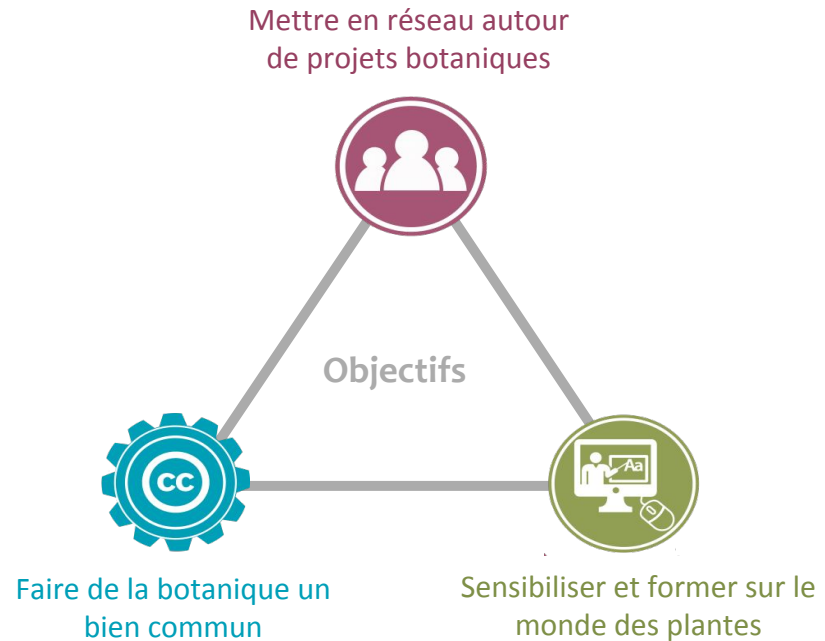 Mettre en réseau autour
de projets botaniques
Objectifs
cc
Aa
Faire de la botanique un
bien commun
Sensibiliser et former sur le
monde des plantes